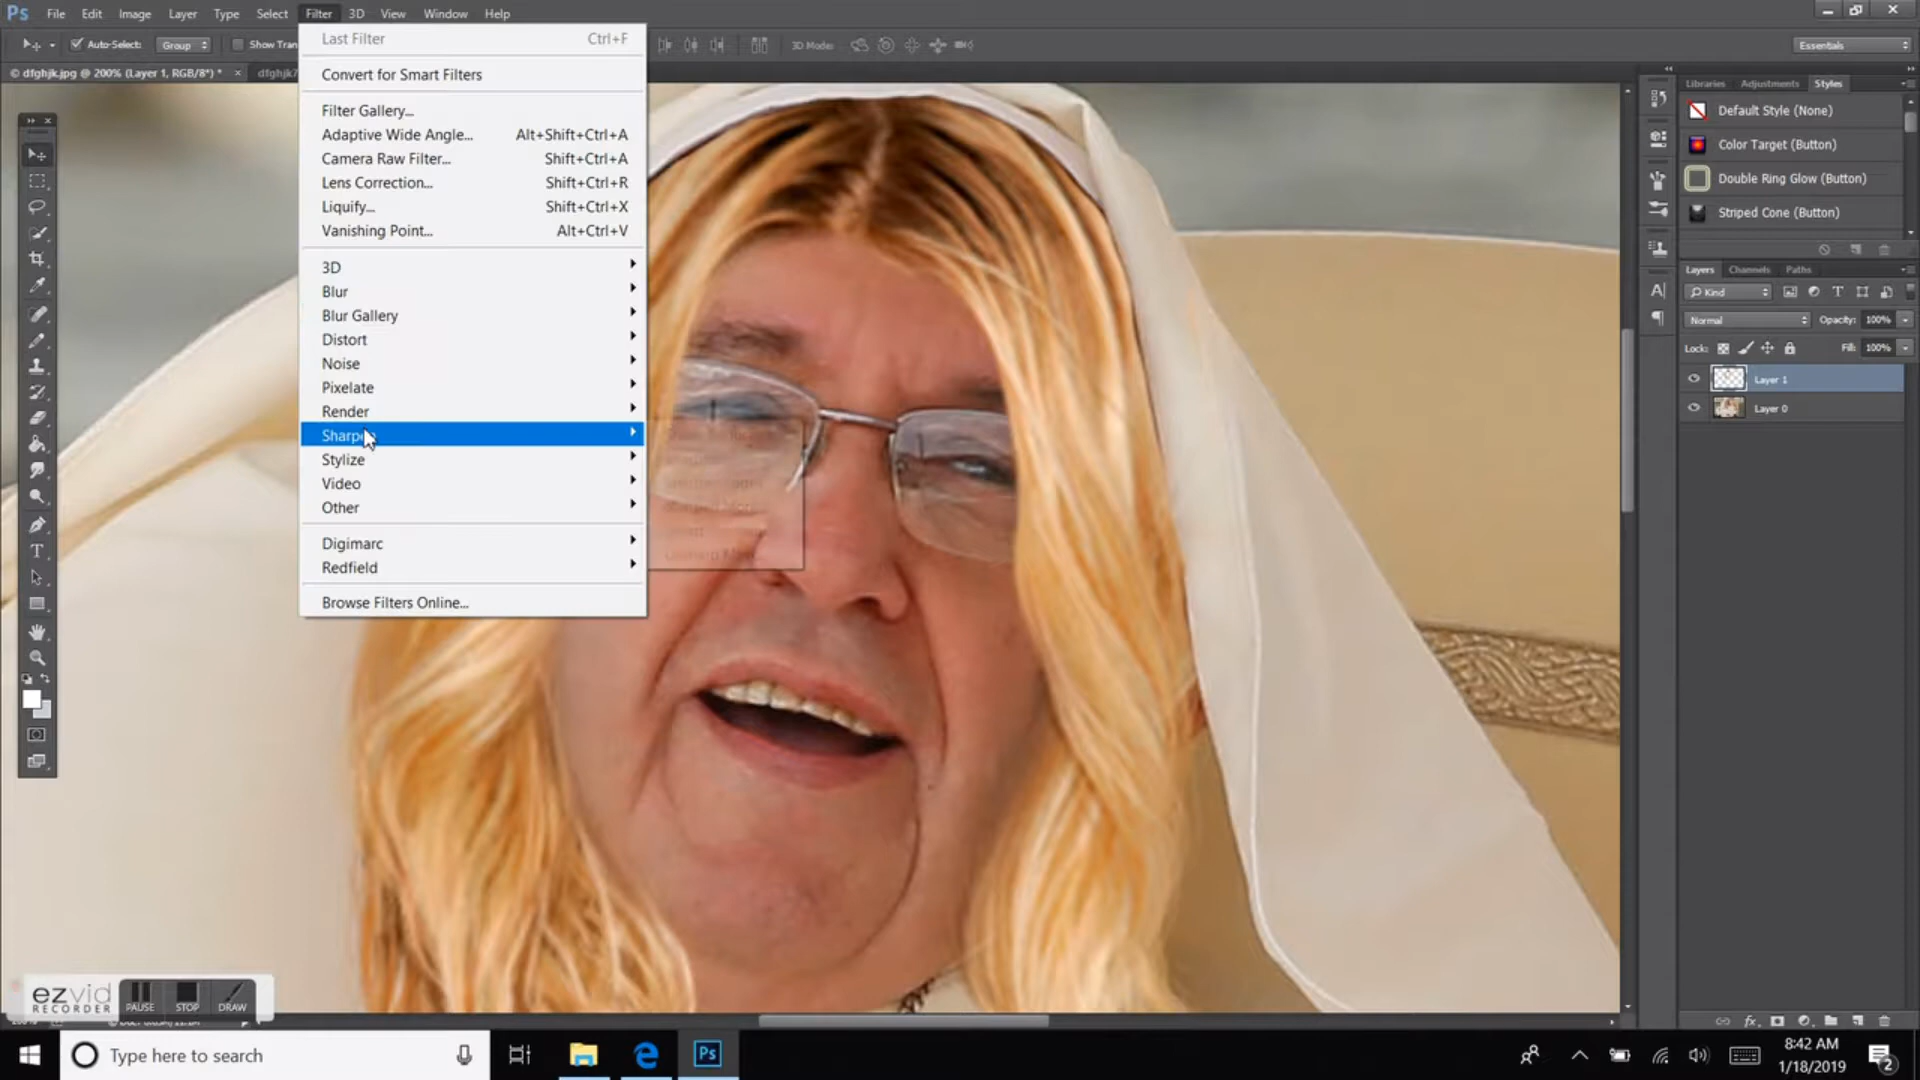 Ps File Edit Image Layer Type Select Filter 3D View Window Help
Auto-Select: Group Show Tran 3D Mode: Essentials
dfghjk.jpg @ 200% (Layer 1, RGB/8*) * × dfghjk
Last Filter Ctrl+F
Convert for Smart Filters
Filter Gallery...
Adaptive Wide Angle... Alt+Shift+Ctrl+A
Camera Raw Filter... Shift+Ctrl+A
Lens Correction... Shift+Ctrl+R
Liquify... Shift+Ctrl+X
Vanishing Point... Alt+Ctrl+V
3D
Blur
Blur Gallery
Distort
Noise
Pixelate
Render
Sharpen
Stylize
Video
Other
Digimarc
Redfield
Browse Filters Online...
Libraries Adjustments Styles
Default Style (None)
Color Target (Button)
Double Ring Glow (Button)
Striped Cone (Button)
Layers Channels Paths
Kind
Normal Opacity: 100%
Lock: Fill: 100%
Layer 1
Layer 0
ezvid
RECORDER PAUSE STOP DRAW
Type here to search
Ps
8:42 AM
1/18/2019
2